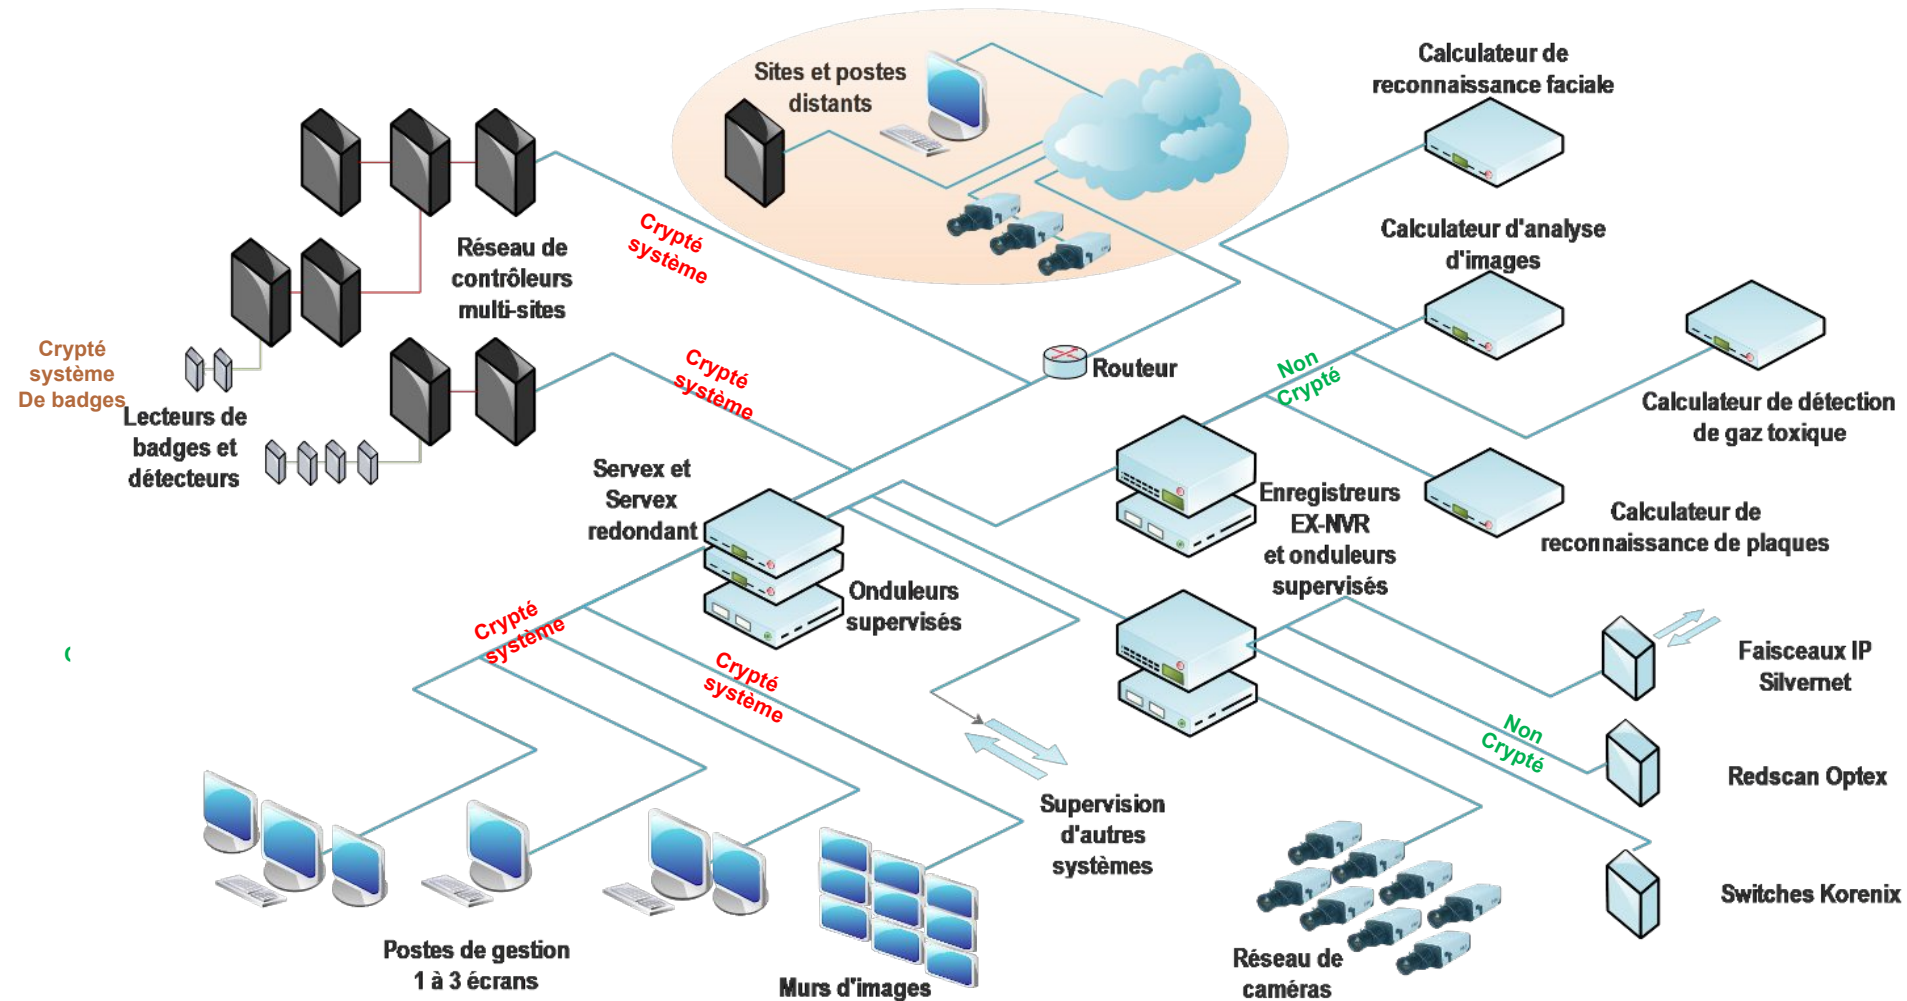 Sites et postes
distants
Calculateur de
reconnaissance faciale
Crypté
système
Réseau de
contrôleurs
multi-sites
Calculateur d'analyse
d'images
Crypté
système
De badges
Lecteurs de
badges et
détecteurs
Crypté
système
Routeur
Non
Crypté
Calculateur de détection
de gaz toxique
Servex et
Servex
redondant
Enregistreurs
EX-NVR
et onduleurs
supervisés
Calculateur de
reconnaissance de plaques
Onduleurs
supervisés
Crypté
système
Crypté
système
Faisceaux IP
Silvernet
Non
Crypté
Redscan Optex
Supervision
d'autres
systèmes
Switches Korenix
Postes de gestion
1 à 3 écrans
Murs d'images
Réseau de
caméras